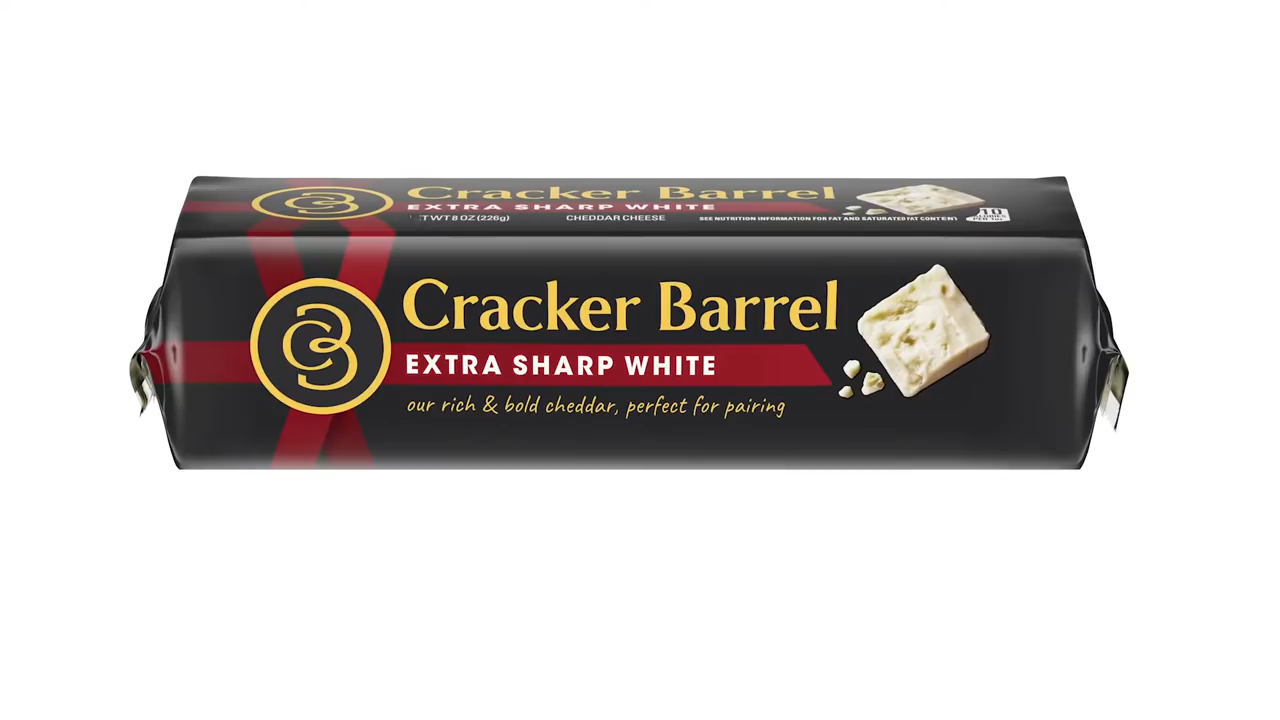 Cracker Barrel
EXTRA SHARP WHITE
WT 8 OZ (226g) CHEDDAR CHEESE SEE NUTRITION INFORMATION FOR FAT AND SATURATED FAT CONTENT
Cracker Barrel
EXTRA SHARP WHITE
our rich & bold cheddar, perfect for pairing